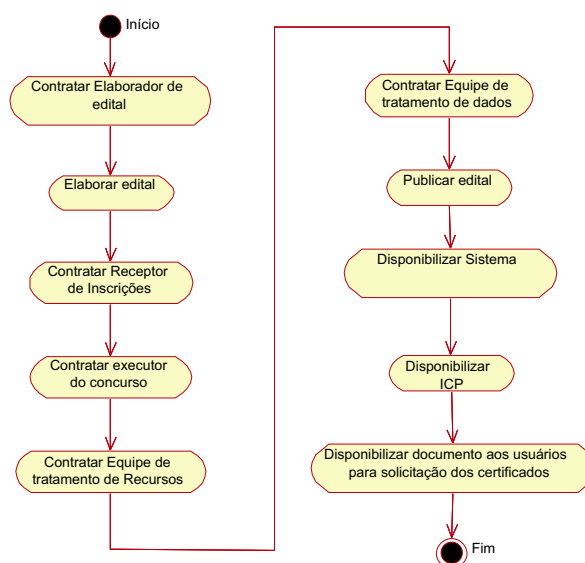 Início
Contratar Elaborador de
edital
Elaborar edital
Contratar Receptor
de Inscrições
Contratar executor
do concurso
Contratar Equipe de
tratamento de Recursos
Contratar Equipe de
tratamento de dados
Publicar edital
Disponibilizar Sistema
Disponibilizar
ICP
Disponibilizar documento aos usuários
para solicitação dos certificados
Fim